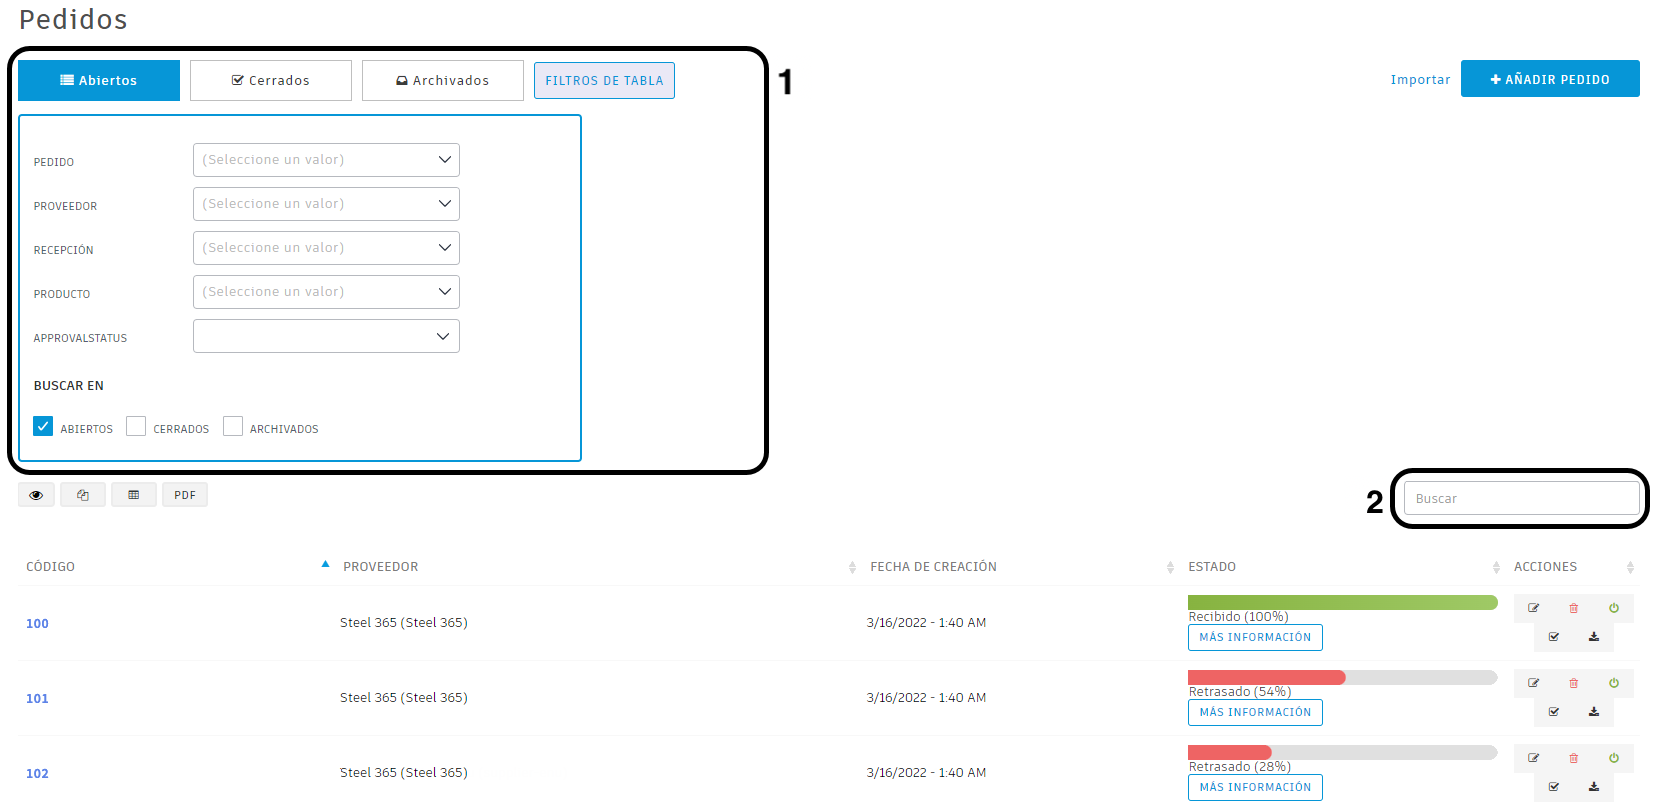 Pedidos
Abiertos Cerrados Archivados FILTROS DE TABLA 1 Importar AÑADIR PEDIDO
PEDIDO (Seleccione un valor)
PROVEEDOR (Seleccione un valor)
RECEPCIÓN (Seleccione un valor)
PRODUCTO (Seleccione un valor)
APPROVALSTATUS
BUSCAR EN
ABIERTOS CERRADOS ARCHIVADOS
PDF 2 Buscar
CÓDIGO PROVEEDOR FECHA DE CREACIÓN ESTADO ACCIONES
100 Steel 365 (Steel 365) 3/16/2022 - 1:40 AM Recibido (100%)
MÁS INFORMACIÓN
101 Steel 365 (Steel 365) 3/16/2022 - 1:40 AM Retrasado (54%)
MÁS INFORMACIÓN
102 Steel 365 (Steel 365) 3/16/2022 - 1:40 AM Retrasado (28%)
MÁS INFORMACIÓN